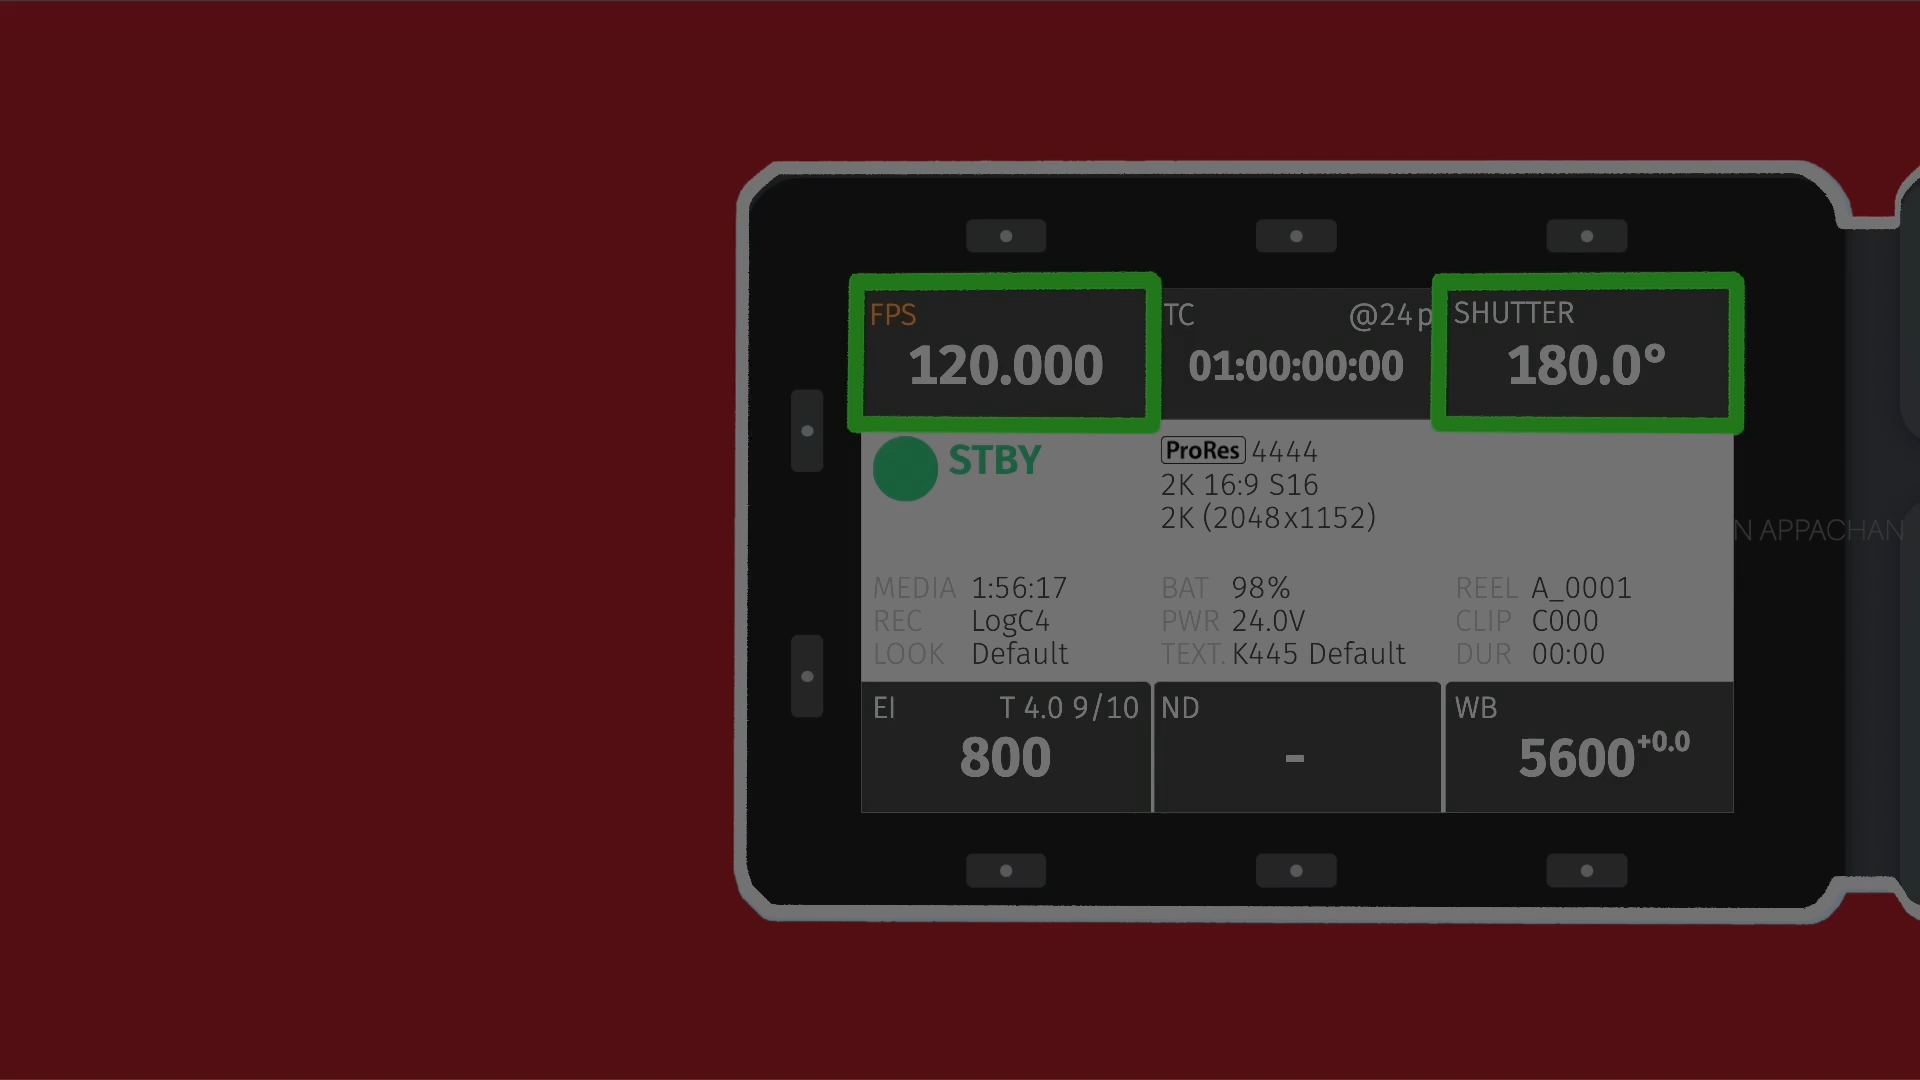 FPS
120.000
TC @24p
01:00:00:00
SHUTTER
180.0°
STBY
ProRes 4444
2K 16:9 S16
2K (2048x1152)
MEDIA 1:56:17
REC LogC4
LOOK Default
BAT 98%
PWR 24.0V
TEXT. K445 Default
REEL A_0001
CLIP C000
DUR 00:00
EI T 4.0 9/10
800
ND
-
WB
5600+0.0
N APPACHAN